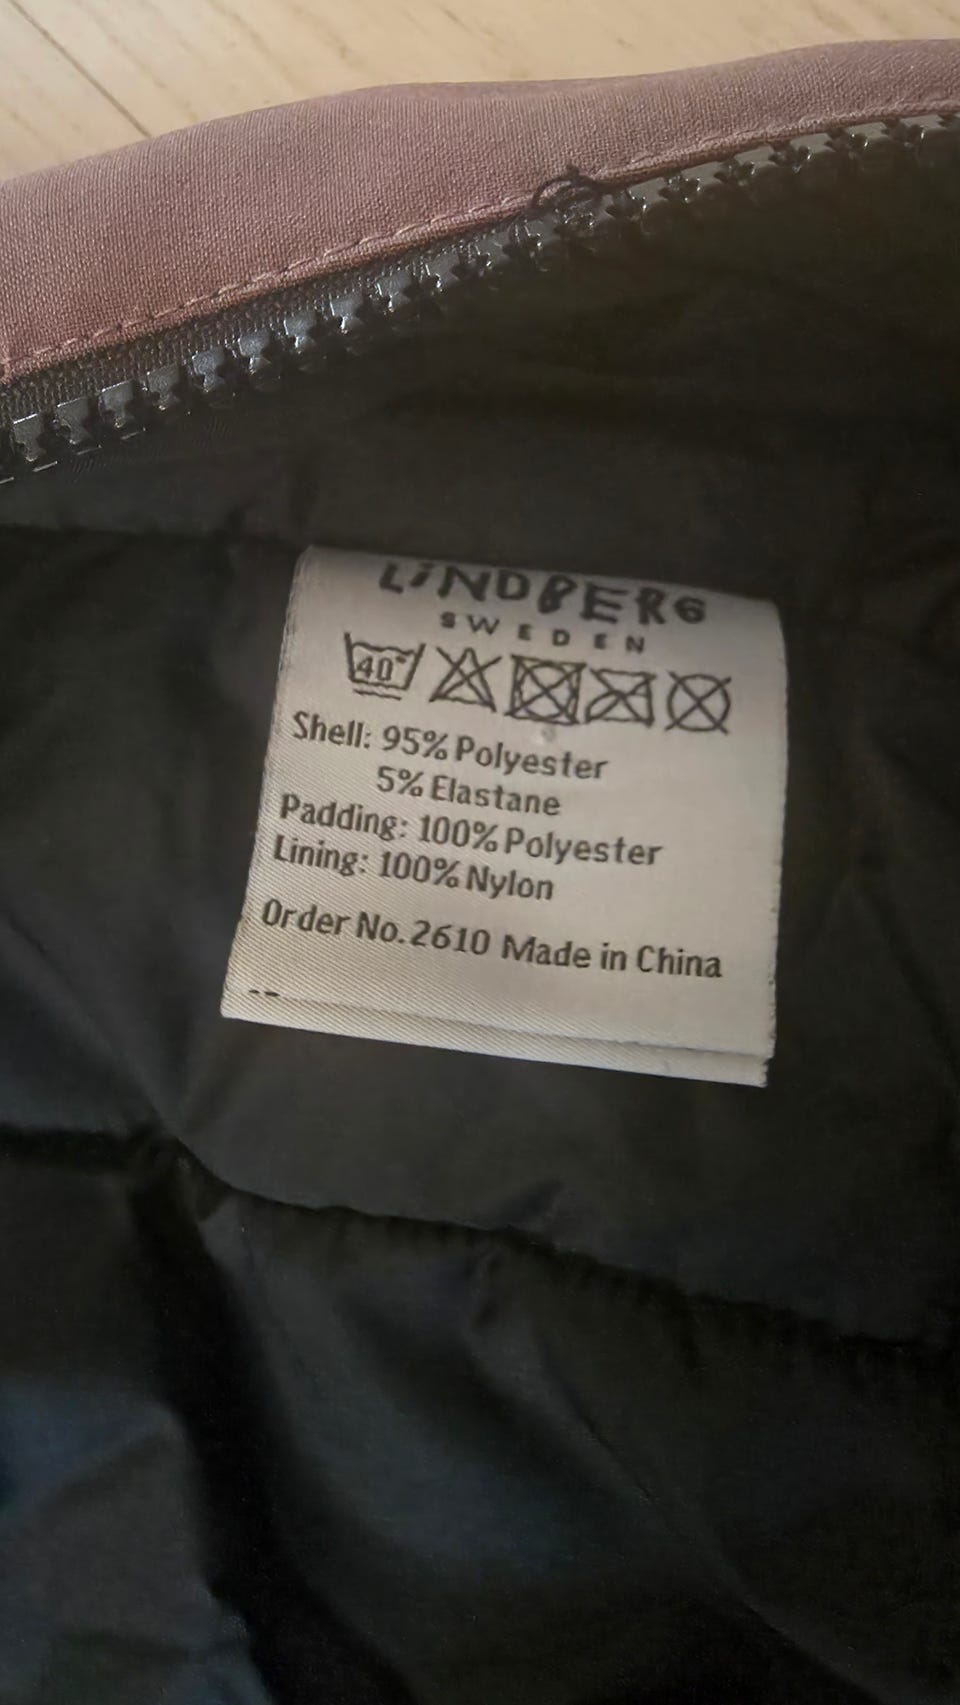 LINDBERG
SWEDEN
40°
Shell: 95% Polyester
5% Elastane
Padding: 100% Polyester
Lining: 100% Nylon
Order No.2610 Made in China